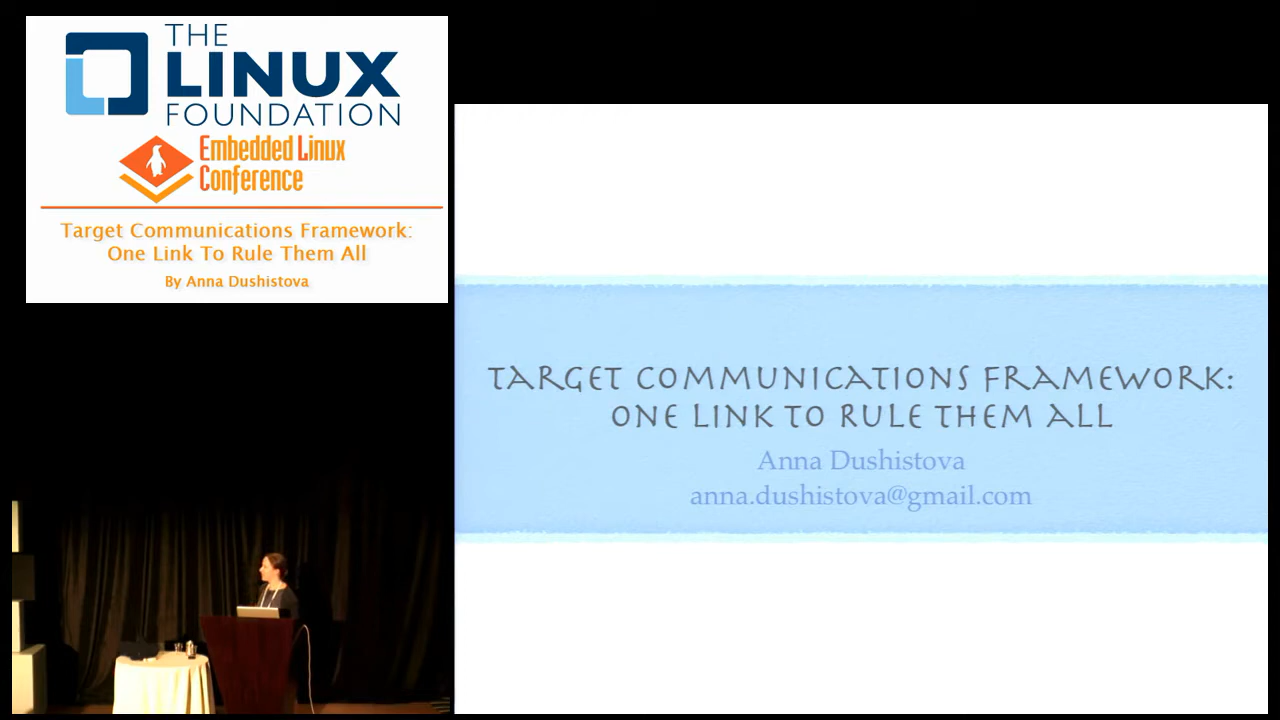 THE
LINUX
FOUNDATION
Embedded Linux
Conference
Target Communications Framework:
One Link To Rule Them All
By Anna Dushistova
TARGET COMMUNICATIONS FRAMEWORK:
ONE LINK TO RULE THEM ALL
Anna Dushistova
anna.dushistova@gmail.com